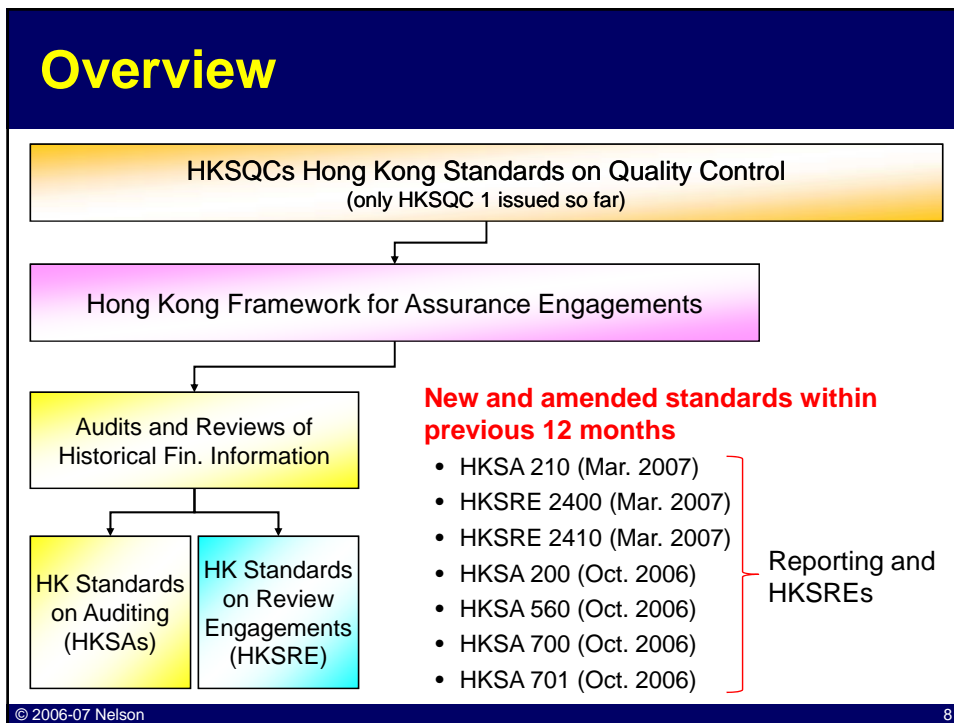 Overview
HKSQCs Hong Kong Standards on Quality Control
(only HKSQC 1 issued so far)
Hong Kong Framework for Assurance Engagements
Audits and Reviews of
Historical Fin. Information
HK Standards
on Auditing
(HKSAs)
HK Standards
on Review
Engagements
(HKSRE)
New and amended standards within
previous 12 months
• HKSA 210 (Mar. 2007)
• HKSRE 2400 (Mar. 2007)
• HKSRE 2410 (Mar. 2007)
• HKSA 200 (Oct. 2006)
• HKSA 560 (Oct. 2006)
• HKSA 700 (Oct. 2006)
• HKSA 701 (Oct. 2006)
Reporting and
HKSREs
© 2006-07 Nelson
8